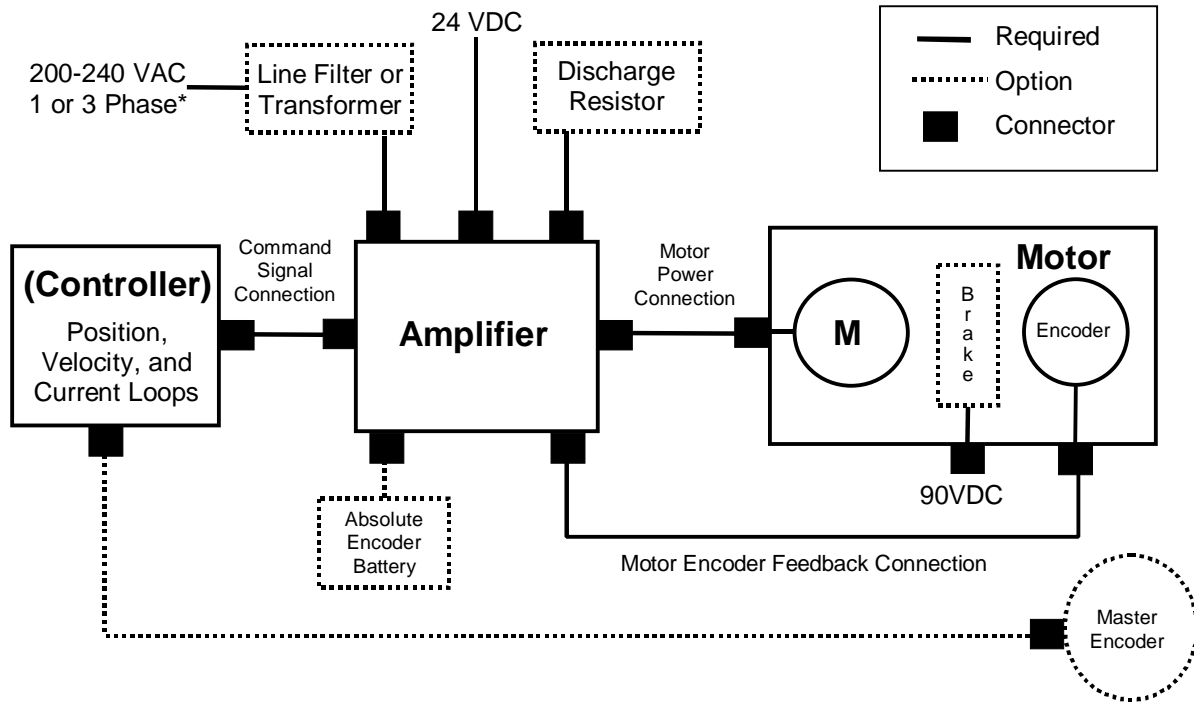 24 VDC
200-240 VAC
1 or 3 Phase*
Line Filter or
Transformer
Discharge
Resistor
Required
Option
Connector
(Controller)
Position,
Velocity, and
Current Loops
Command
Signal
Connection
Amplifier
Motor
Power
Connection
Motor
M
Brake
Encoder
90VDC
Absolute
Encoder
Battery
Motor Encoder Feedback Connection
Master
Encoder